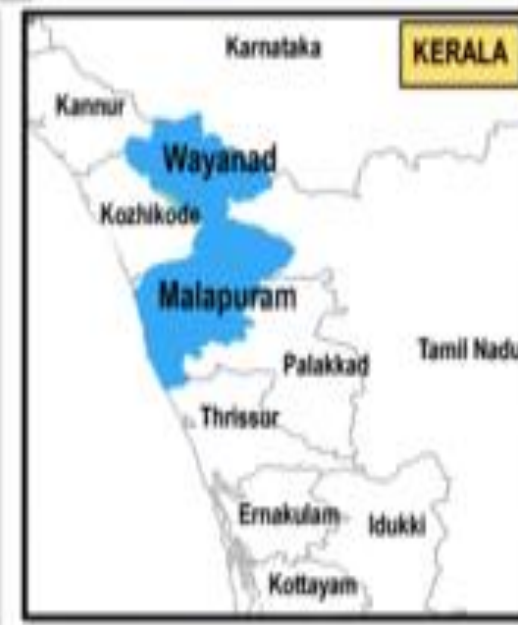 Karnataka
KERALA
Kannur
Wayanad
Kozhikode
Malapuram
Tamil Nadu
Palakkad
Thrissur
Ernakulam
Idukki
Kottayam